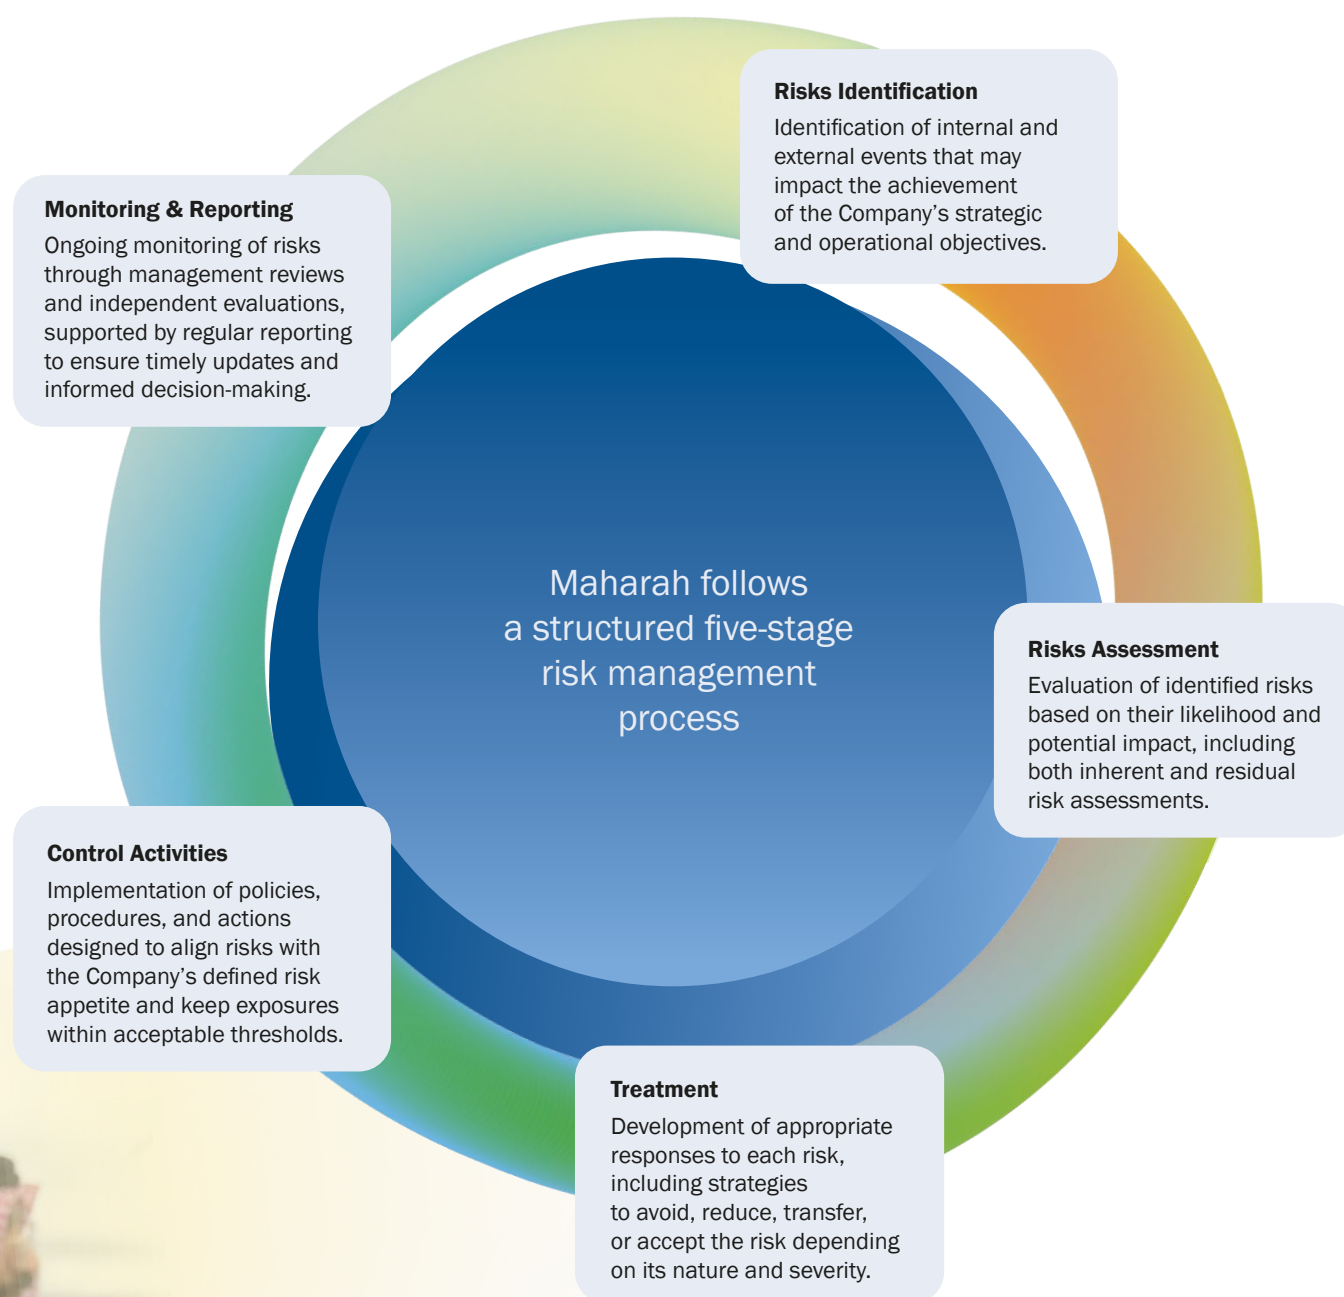 Risks Identification
Identification of internal and
external events that may
impact the achievement
of the Company’s strategic
and operational objectives.
Monitoring & Reporting
Ongoing monitoring of risks
through management reviews
and independent evaluations,
supported by regular reporting
to ensure timely updates and
informed decision-making.
Maharah follows
a structured five-stage
risk management
process
Risks Assessment
Evaluation of identified risks
based on their likelihood and
potential impact, including
both inherent and residual
risk assessments.
Control Activities
Implementation of policies,
procedures, and actions
designed to align risks with
the Company’s defined risk
appetite and keep exposures
within acceptable thresholds.
Treatment
Development of appropriate
responses to each risk,
including strategies
to avoid, reduce, transfer,
or accept the risk depending
on its nature and severity.